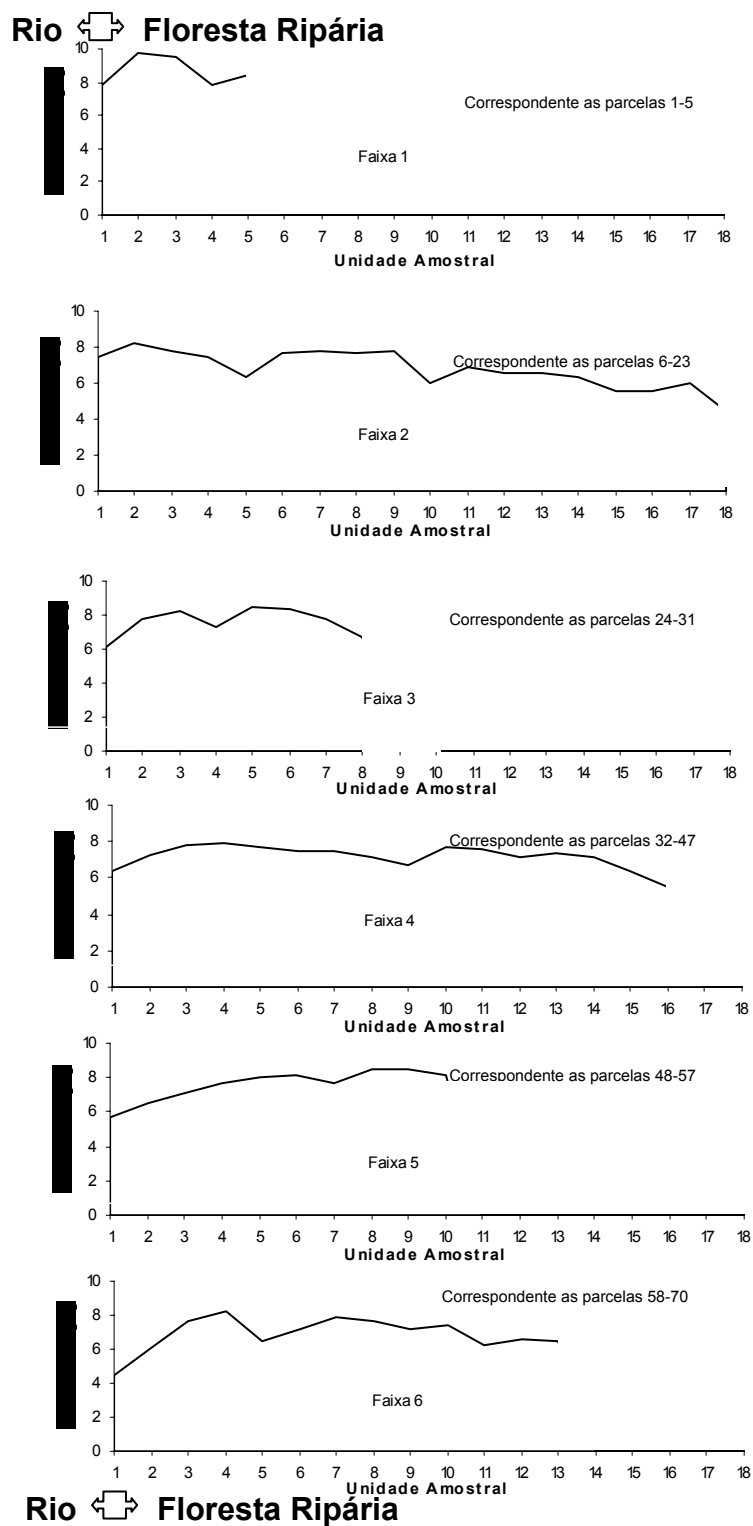 Rio Floresta Ripária
10
8
6
4
2
0
Correspondente as parcelas 1-5
Faixa 1
1 2 3 4 5 6 7 8 9 10 11 12 13 14 15 16 17 18
Unidade Amostral
10
8
6
4
2
0
Correspondente as parcelas 6-23
Faixa 2
1 2 3 4 5 6 7 8 9 10 11 12 13 14 15 16 17 18
Unidade Amostral
10
8
6
4
2
0
Correspondente as parcelas 24-31
Faixa 3
1 2 3 4 5 6 7 8 9 10 11 12 13 14 15 16 17 18
Unidade Amostral
10
8
6
4
2
0
Correspondente as parcelas 32-47
Faixa 4
1 2 3 4 5 6 7 8 9 10 11 12 13 14 15 16 17 18
Unidade Amostral
10
8
6
4
2
0
Correspondente as parcelas 48-57
Faixa 5
1 2 3 4 5 6 7 8 9 10 11 12 13 14 15 16 17 18
Unidade Amostral
10
8
6
4
2
0
Correspondente as parcelas 58-70
Faixa 6
1 2 3 4 5 6 7 8 9 10 11 12 13 14 15 16 17 18
Unidade Amostral
Rio Floresta Ripária